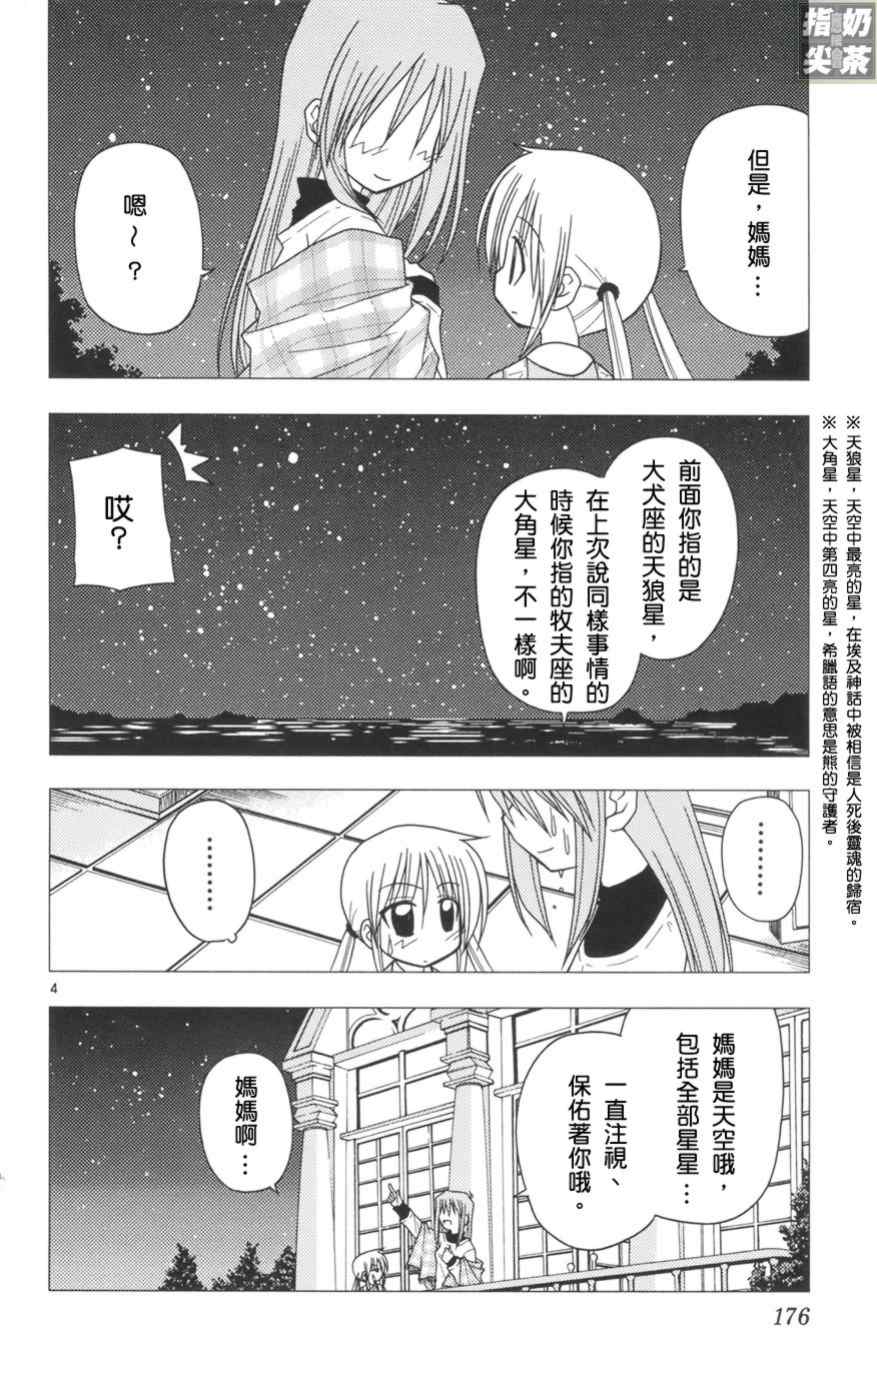 但是，媽媽…
嗯～？
前面你指的是
大犬座的天狼星，
在上次說同樣事情的
時候你指的牧夫座的
大角星，不一樣啊。
哎？
※天狼星，天空中最亮的星，在埃及神話中被相信是人死後靈魂的歸宿。
※大角星，天空中第四亮的星，希臘語的意思是熊的守護者。
………
………
4
媽媽是天空哦，
包括全部星星…
一直注視、
保佑著你哦。
媽媽啊…
176
指 奶
尖 茶